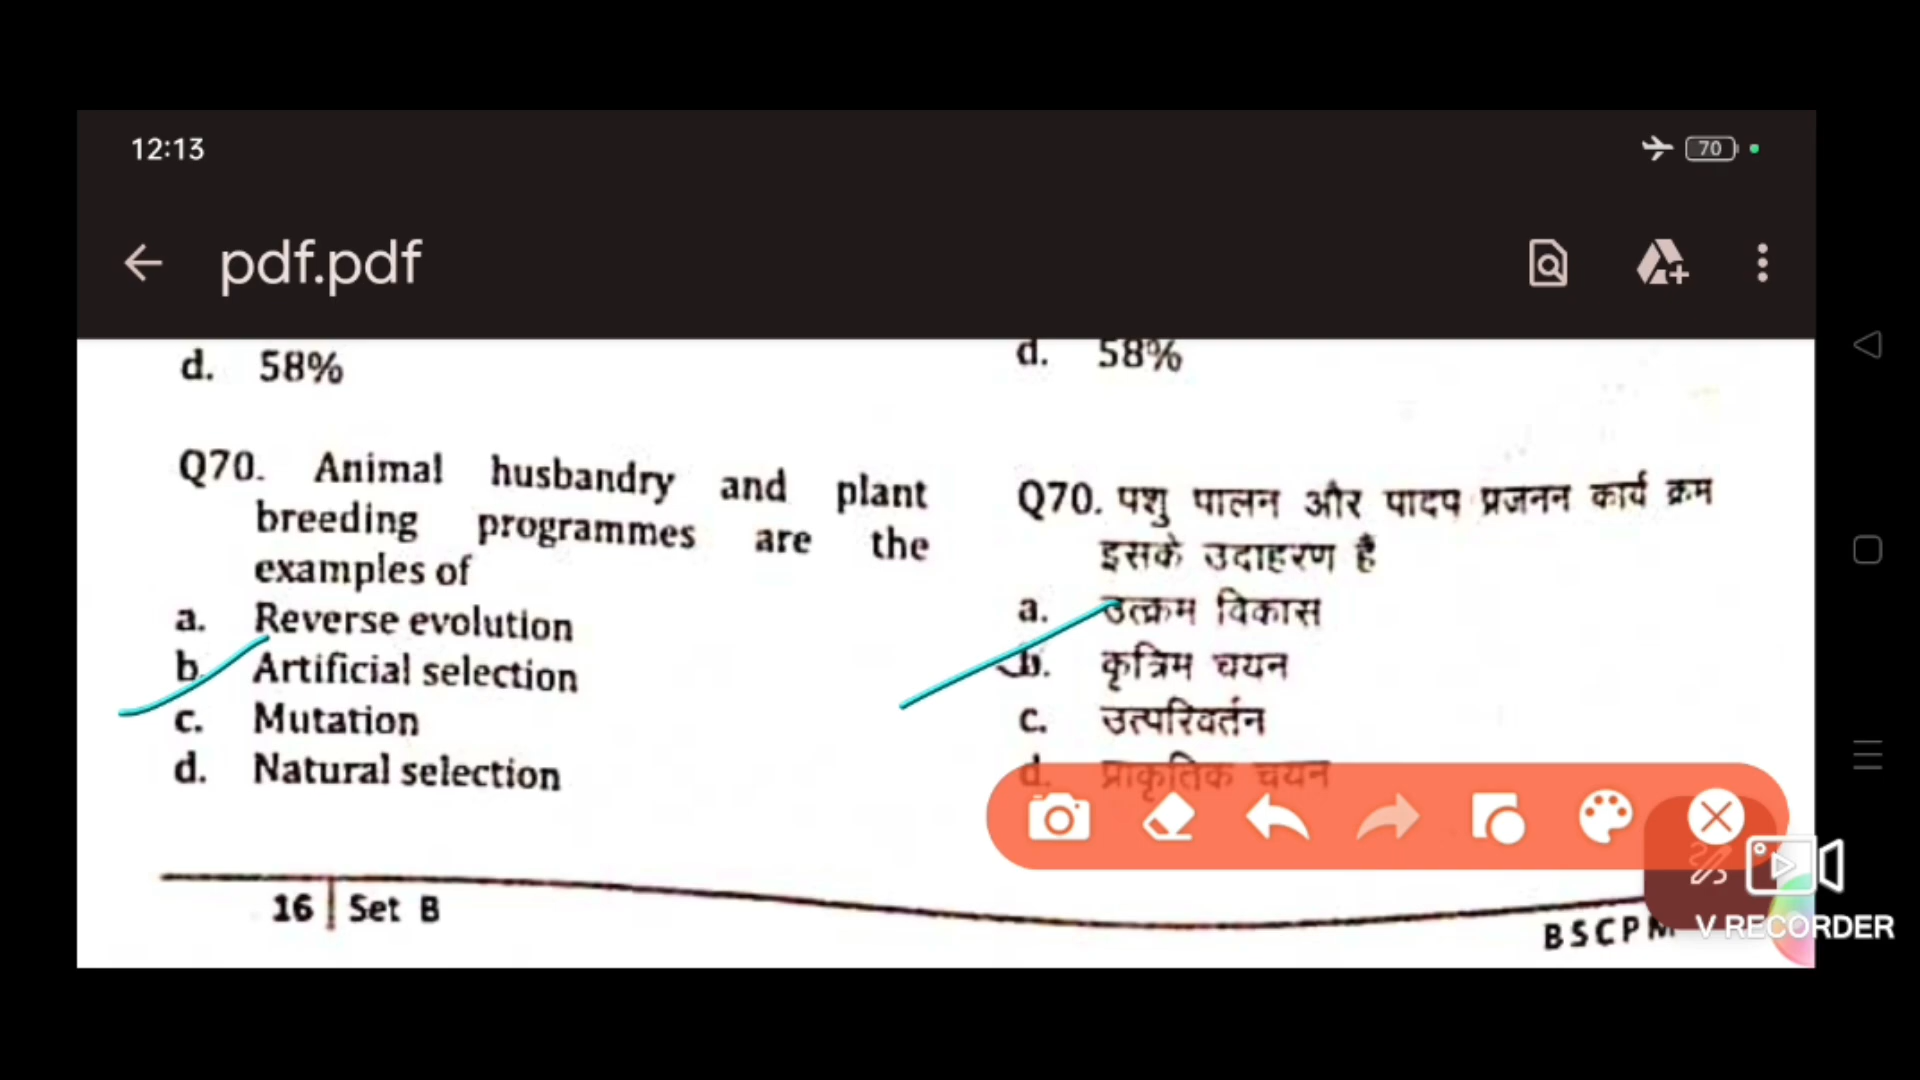 12:13
70
pdf.pdf
d. 58%
Q70. Animal husbandry and plant
breeding programmes are the
examples of
a. Reverse evolution
b. Artificial selection
c. Mutation
d. Natural selection
16 | Set B
d. 58%
Q70. पशु पालन और पादप प्रजनन कार्य क्रम
इसके उदाहरण हैं
a. उत्क्रम विकास
b. कृत्रिम चयन
c. उत्परिवर्तन
d. प्राकृतिक चयन
BSCPM
V RECORDER